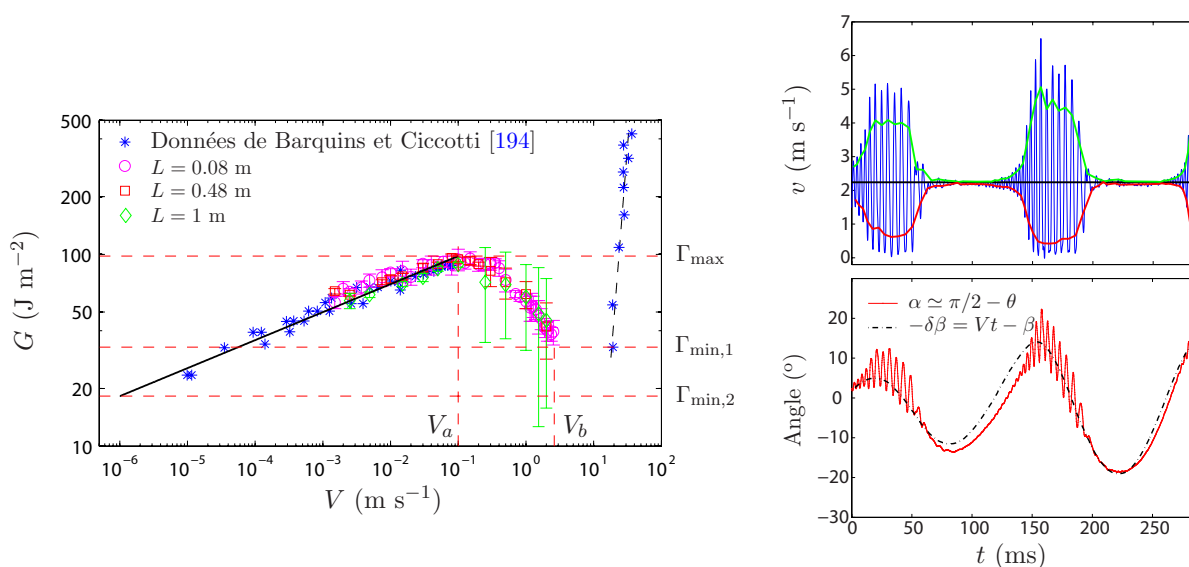 500
200
100
50
20
10
G (J m⁻²)
Données de Barquins et Ciccotti [194]
L = 0.08 m
L = 0.48 m
L = 1 m
Γmax
Γmin,1
Γmin,2
Va
Vb
10⁻⁶ 10⁻⁵ 10⁻⁴ 10⁻³ 10⁻² 10⁻¹ 10⁰ 10¹ 10²
V (m s⁻¹)
7
6
5
4
3
2
1
0
v (m s⁻¹)
α ≃ π/2 − θ
−δβ = Vt − β
30
20
10
0
−10
−20
−30
Angle (°)
0 50 100 150 200 250
t (ms)